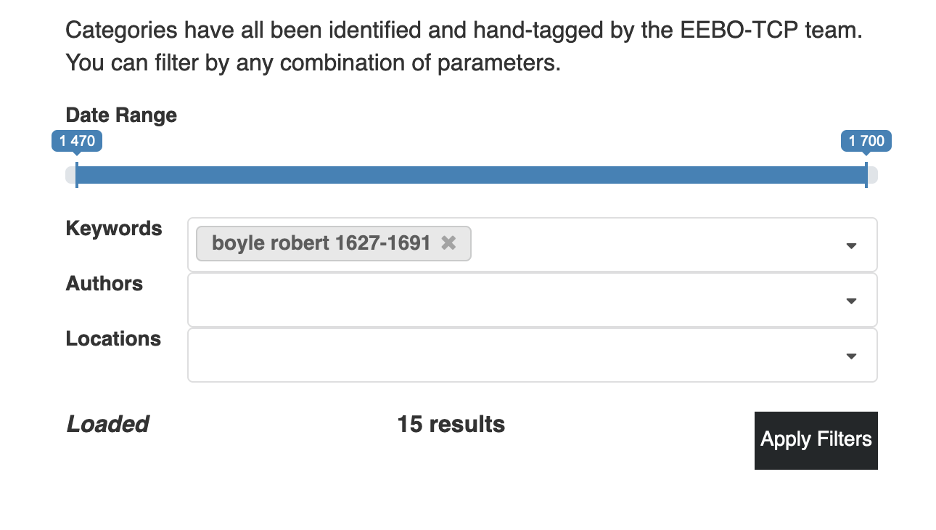 Categories have all been identified and hand-tagged by the EEBO-TCP team.
You can filter by any combination of parameters.
Date Range
1 470
1 700
Keywords
boyle robert 1627-1691 ✖
Authors
Locations
Loaded
15 results
Apply Filters